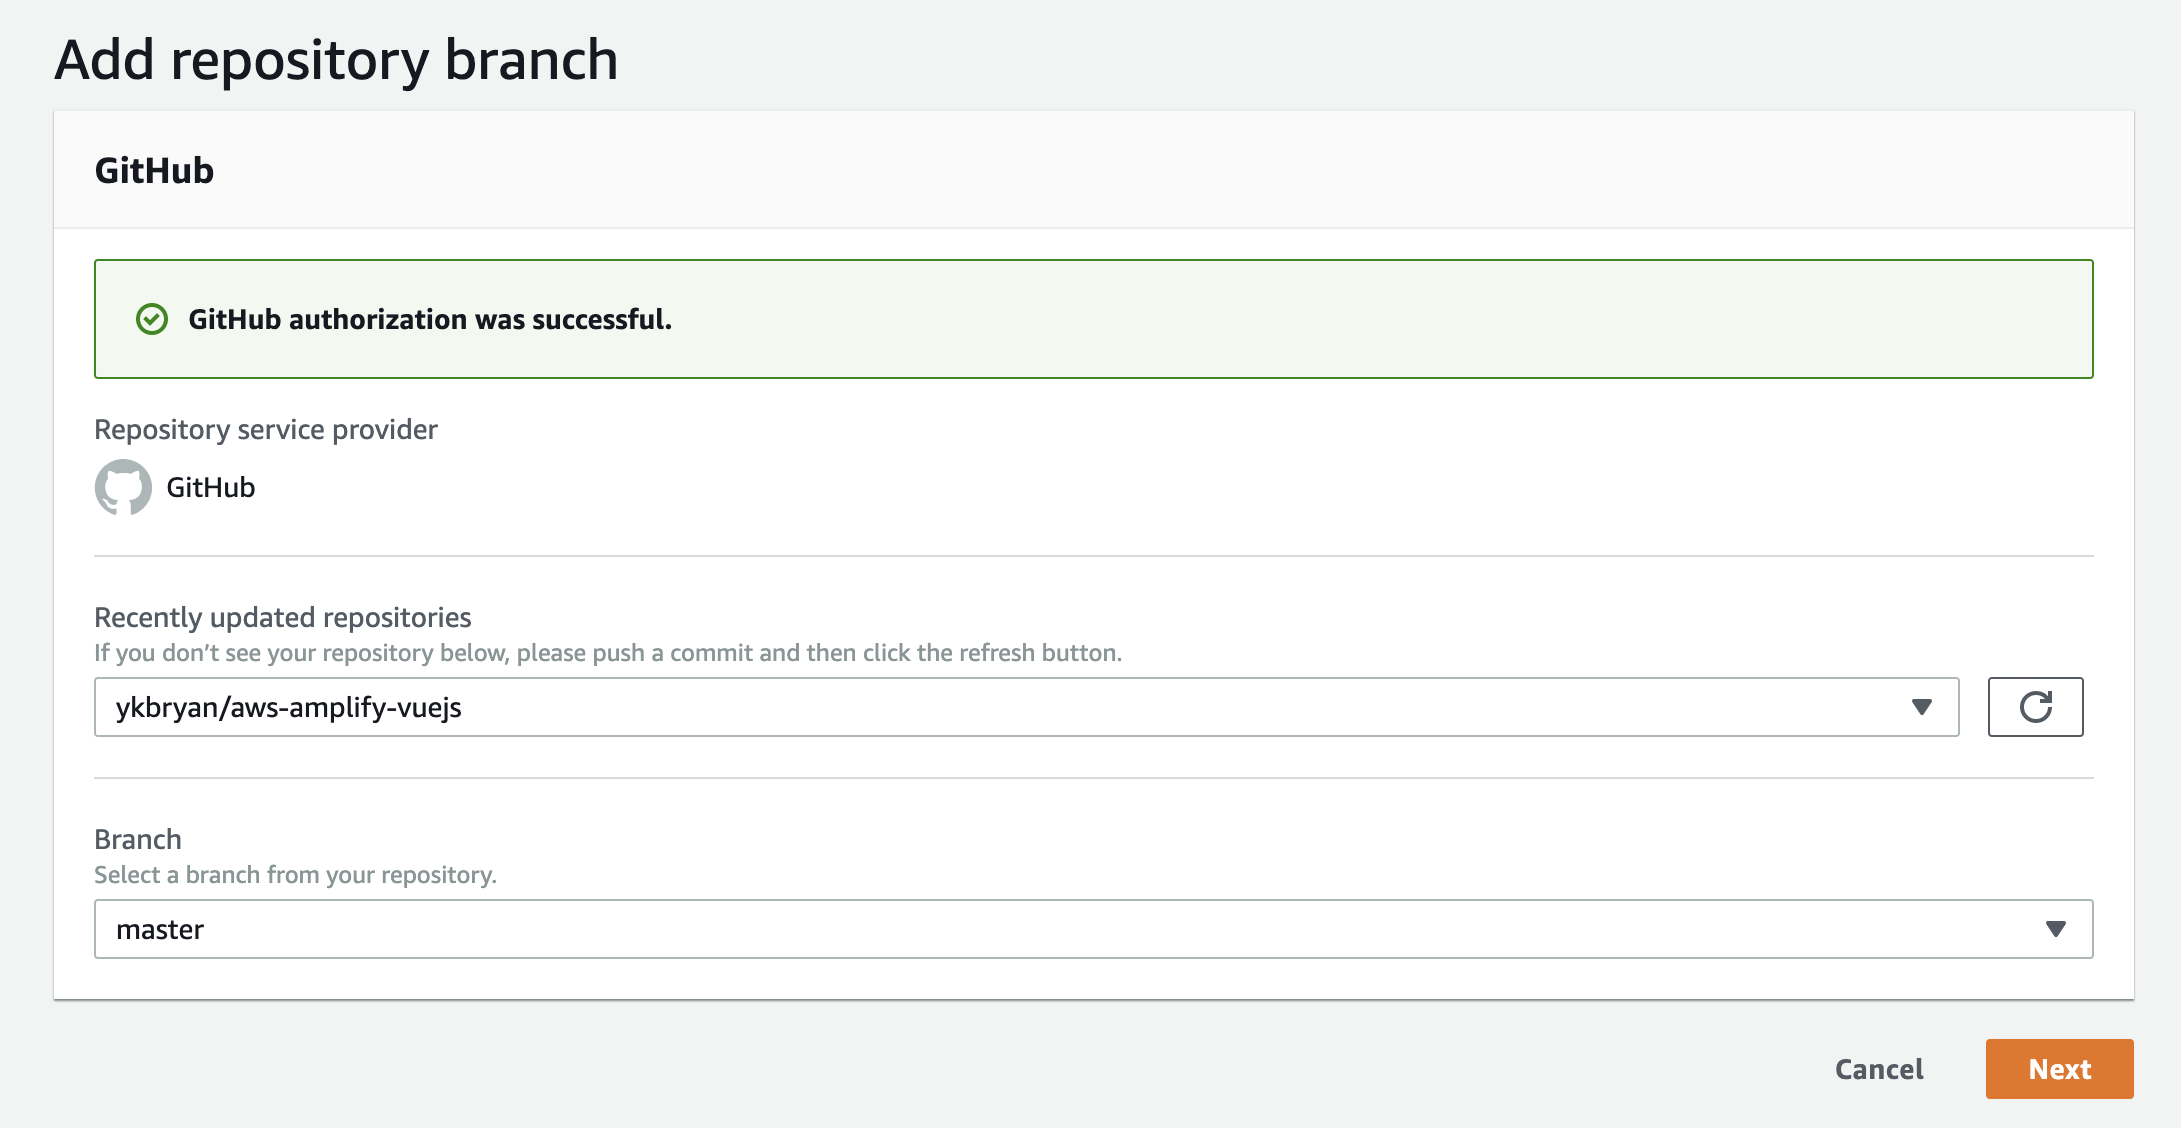 Add repository branch
GitHub
GitHub authorization was successful.
Repository service provider
GitHub
Recently updated repositories
If you don’t see your repository below, please push a commit and then click the refresh button.
ykbryan/aws-amplify-vuejs
Branch
Select a branch from your repository.
master
Cancel
Next